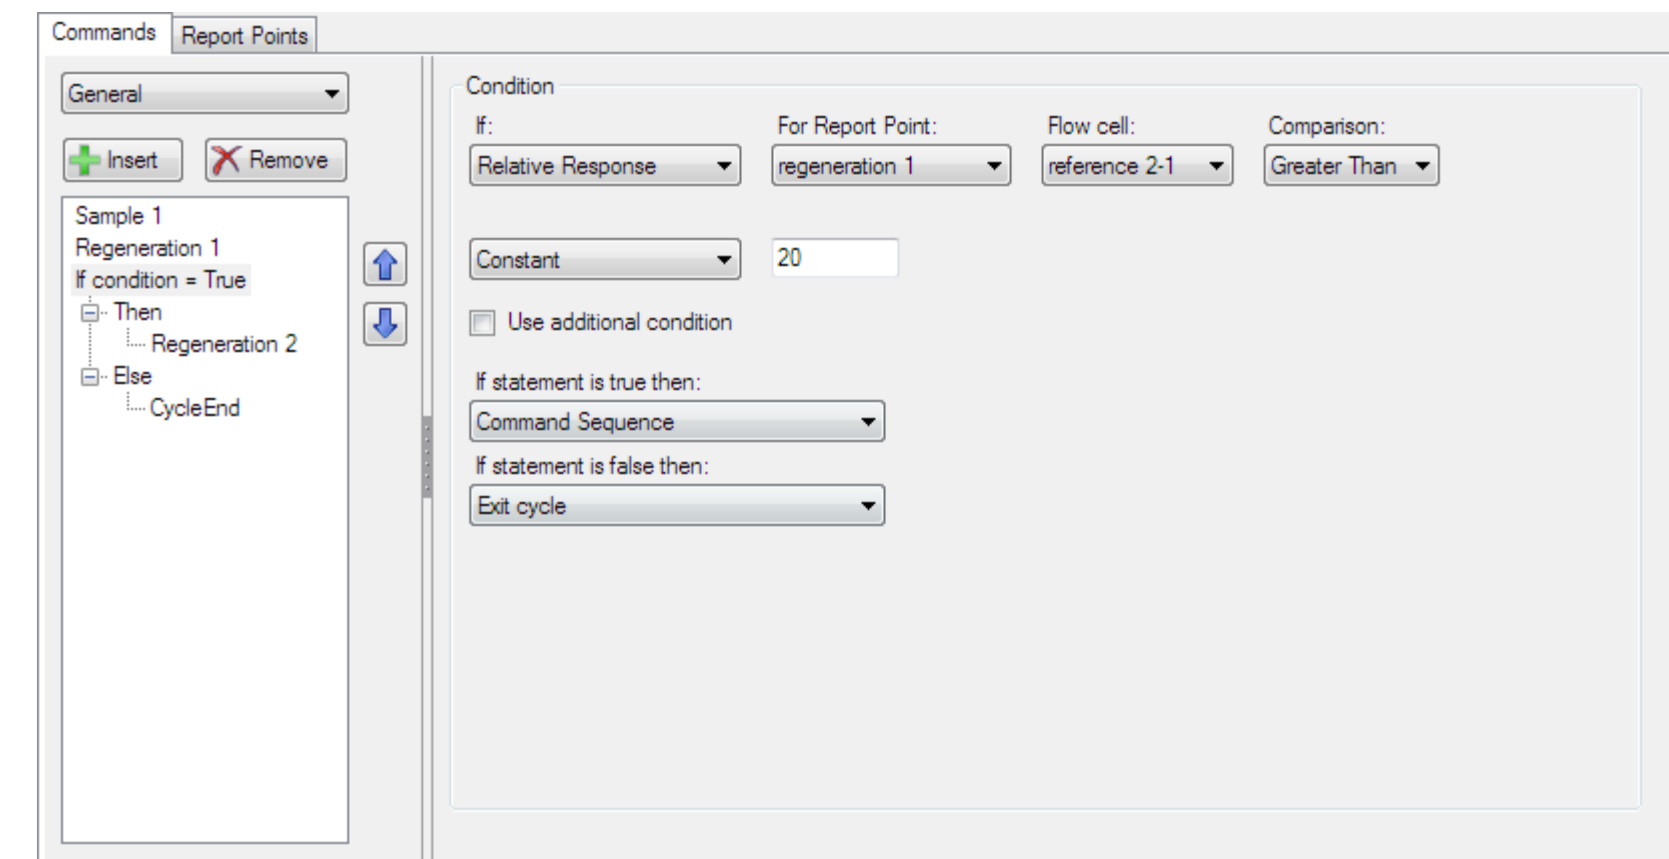 Commands Report Points
General
Insert Remove
Sample 1
Regeneration 1
If condition = True
Then
Regeneration 2
Else
CycleEnd
Condition
If: For Report Point: Flow cell: Comparison:
Relative Response regeneration 1 reference 2-1 Greater Than
Constant 20
Use additional condition
If statement is true then:
Command Sequence
If statement is false then:
Exit cycle